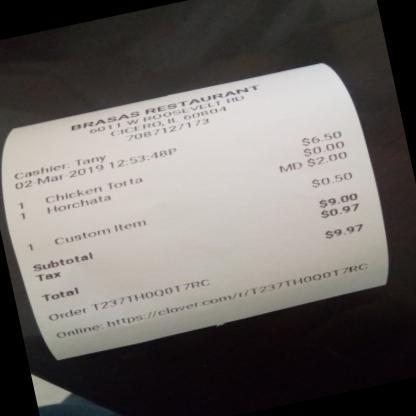 BRASAS RESTAURANT
6011 W ROOSEVELT RD
CICERO, IL 60804
7087127173
Cashier: Tany
02-Mar-2019 12:53:48P
1 Chicken Torta $6.50
1 Horchata $0.00
MD $2.00
1 Custom Item $0.50
Subtotal $9.00
Tax $0.97
Total $9.97
Order T237TH0Q017RC
Online: https://clover.com/r/T237TH0Q017RC